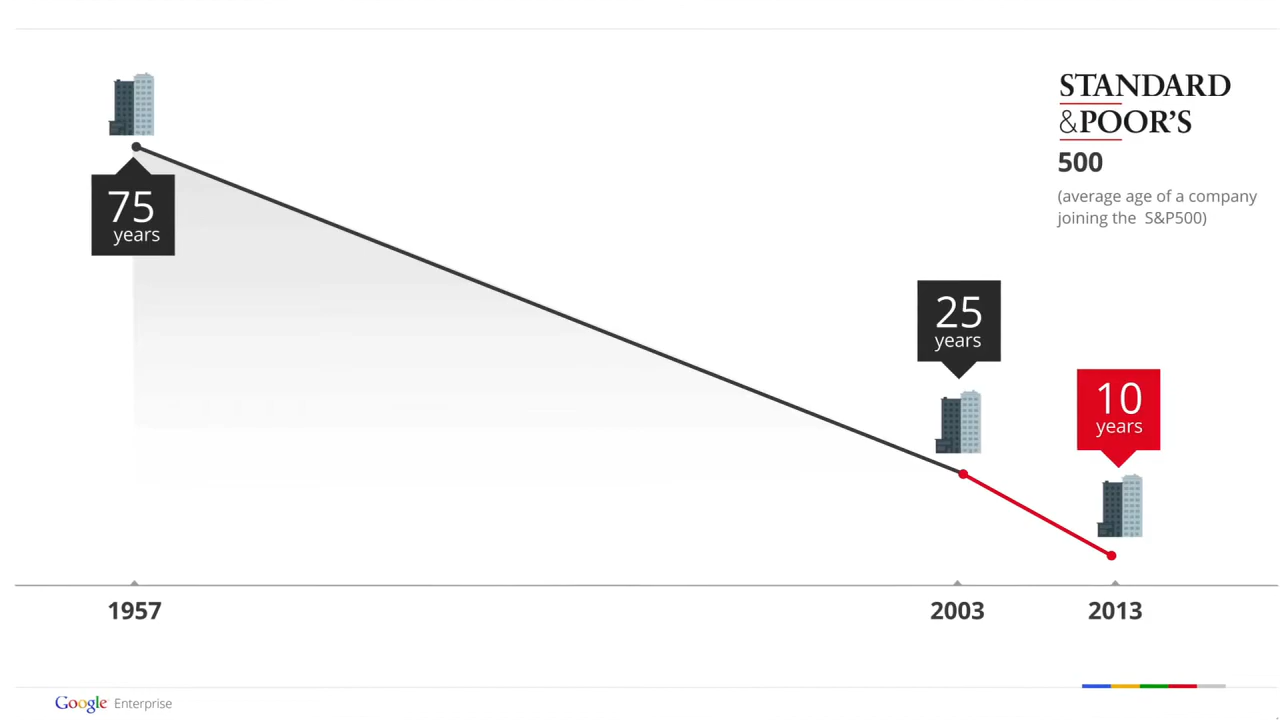 STANDARD
&POOR'S
500
(average age of a company
joining the S&P500)
75
years
25
years
10
years
1957
2003
2013
Google Enterprise